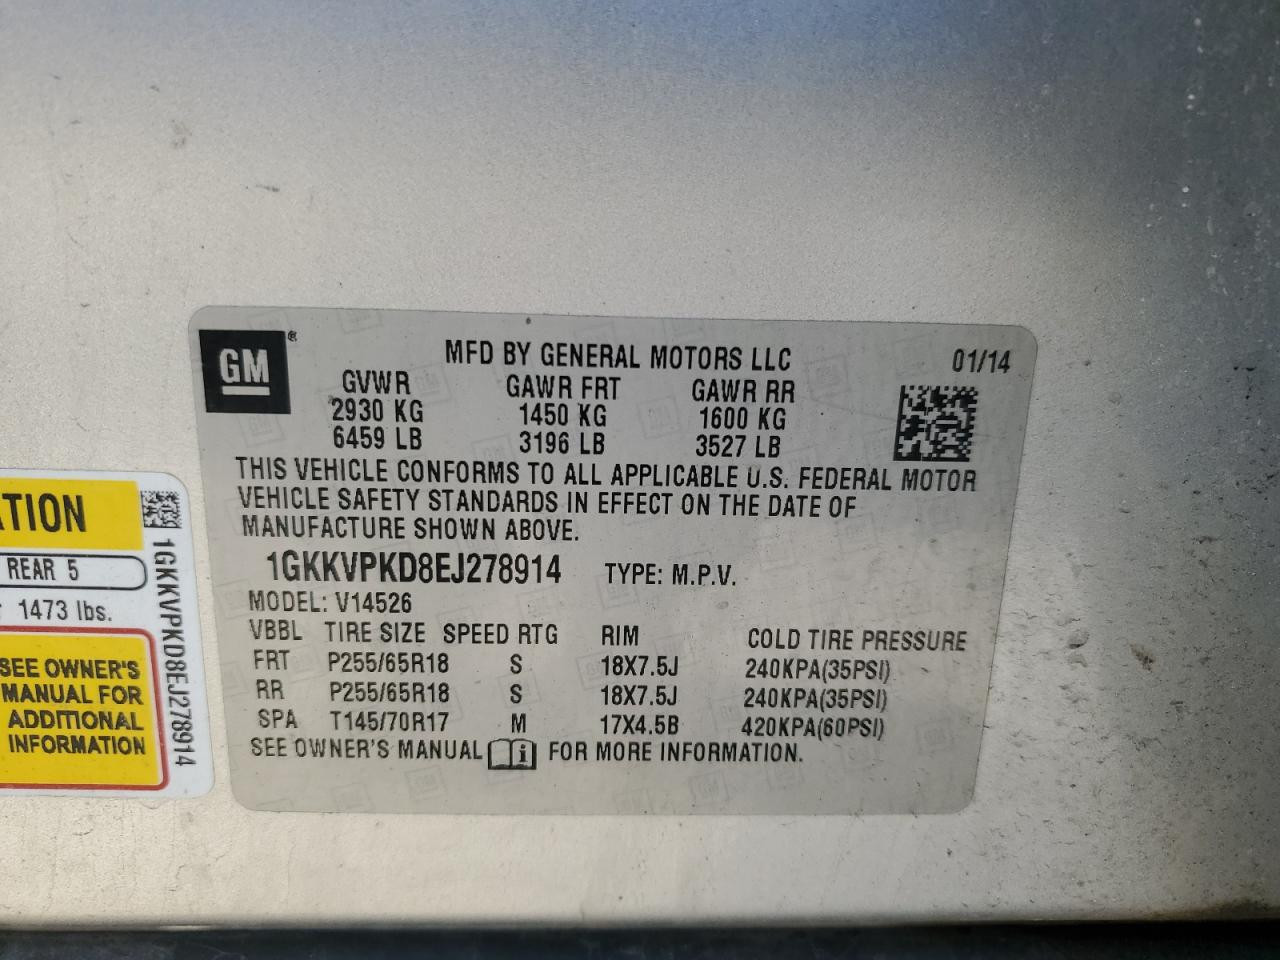 GM®
MFD BY GENERAL MOTORS LLC 01/14
GVWR GAWR FRT GAWR RR
2930 KG 1450 KG 1600 KG
6459 LB 3196 LB 3527 LB
THIS VEHICLE CONFORMS TO ALL APPLICABLE U.S. FEDERAL MOTOR
VEHICLE SAFETY STANDARDS IN EFFECT ON THE DATE OF
MANUFACTURE SHOWN ABOVE.
1GKKVPKD8EJ278914 TYPE: M.P.V.
MODEL: V14526
VBBL TIRE SIZE SPEED RTG RIM COLD TIRE PRESSURE
FRT P255/65R18 S 18X7.5J 240KPA(35PSI)
RR P255/65R18 S 18X7.5J 240KPA(35PSI)
SPA T145/70R17 M 17X4.5B 420KPA(60PSI)
SEE OWNER'S MANUAL i FOR MORE INFORMATION.
REAR 5
1473 lbs.
SEE OWNER'S
MANUAL FOR
ADDITIONAL
INFORMATION
1GKKVPKD8EJ278914